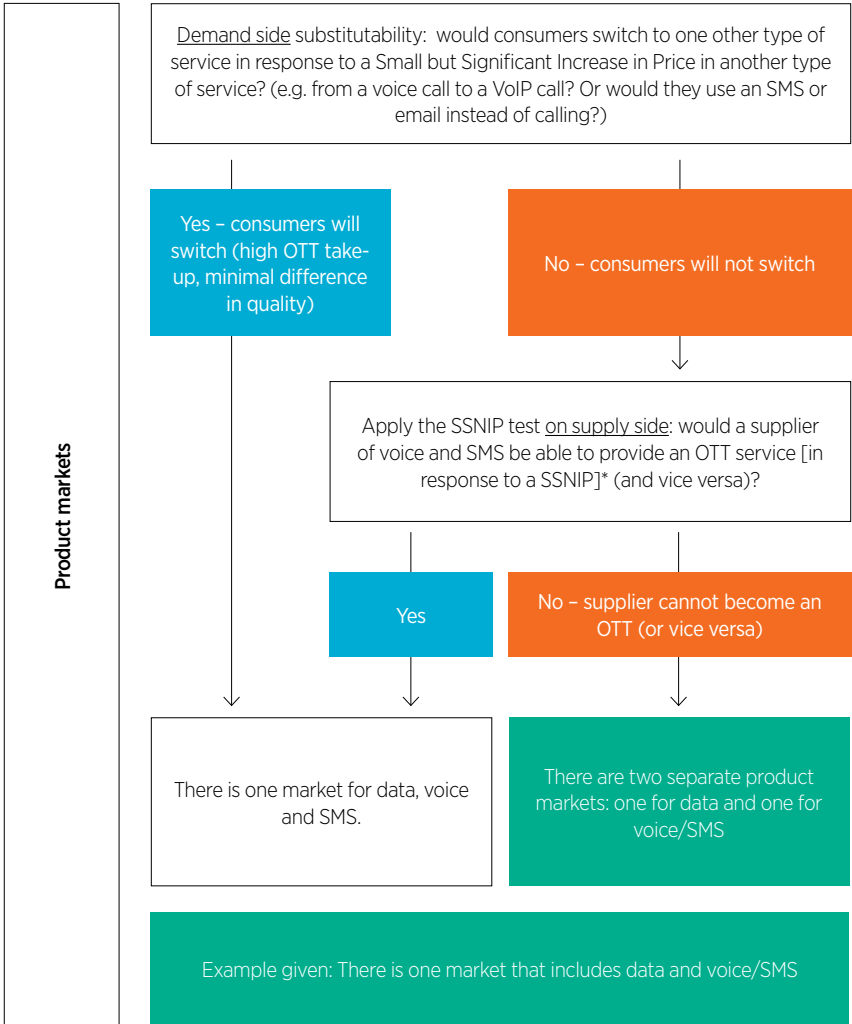 Product markets
Demand side substitutability: would consumers switch to one other type of
service in response to a Small but Significant Increase in Price in another type
of service? (e.g. from a voice call to a VoIP call? Or would they use an SMS or
email instead of calling?)
Yes – consumers will
switch (high OTT take-
up, minimal difference
in quality)
No – consumers will not switch
Apply the SSNIP test on supply side: would a supplier
of voice and SMS be able to provide an OTT service [in
response to a SSNIP]* (and vice versa)?
Yes
No – supplier cannot become an
OTT (or vice versa)
There is one market for data, voice
and SMS.
There are two separate product
markets: one for data and one for
voice/SMS
Example given: There is one market that includes data and voice/SMS